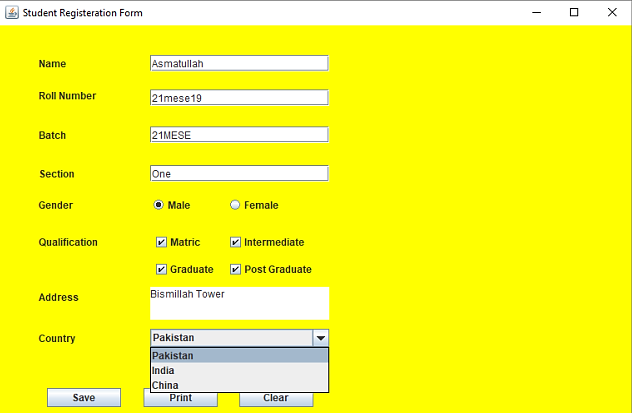 Student Registeration Form
Name Asmatullah
Roll Number 21mese19
Batch 21MESE
Section One
Gender Male Female
Qualification Matric Intermediate
Graduate Post Graduate
Address Bismillah Tower
Country Pakistan
Pakistan
India
China
Save Print Clear